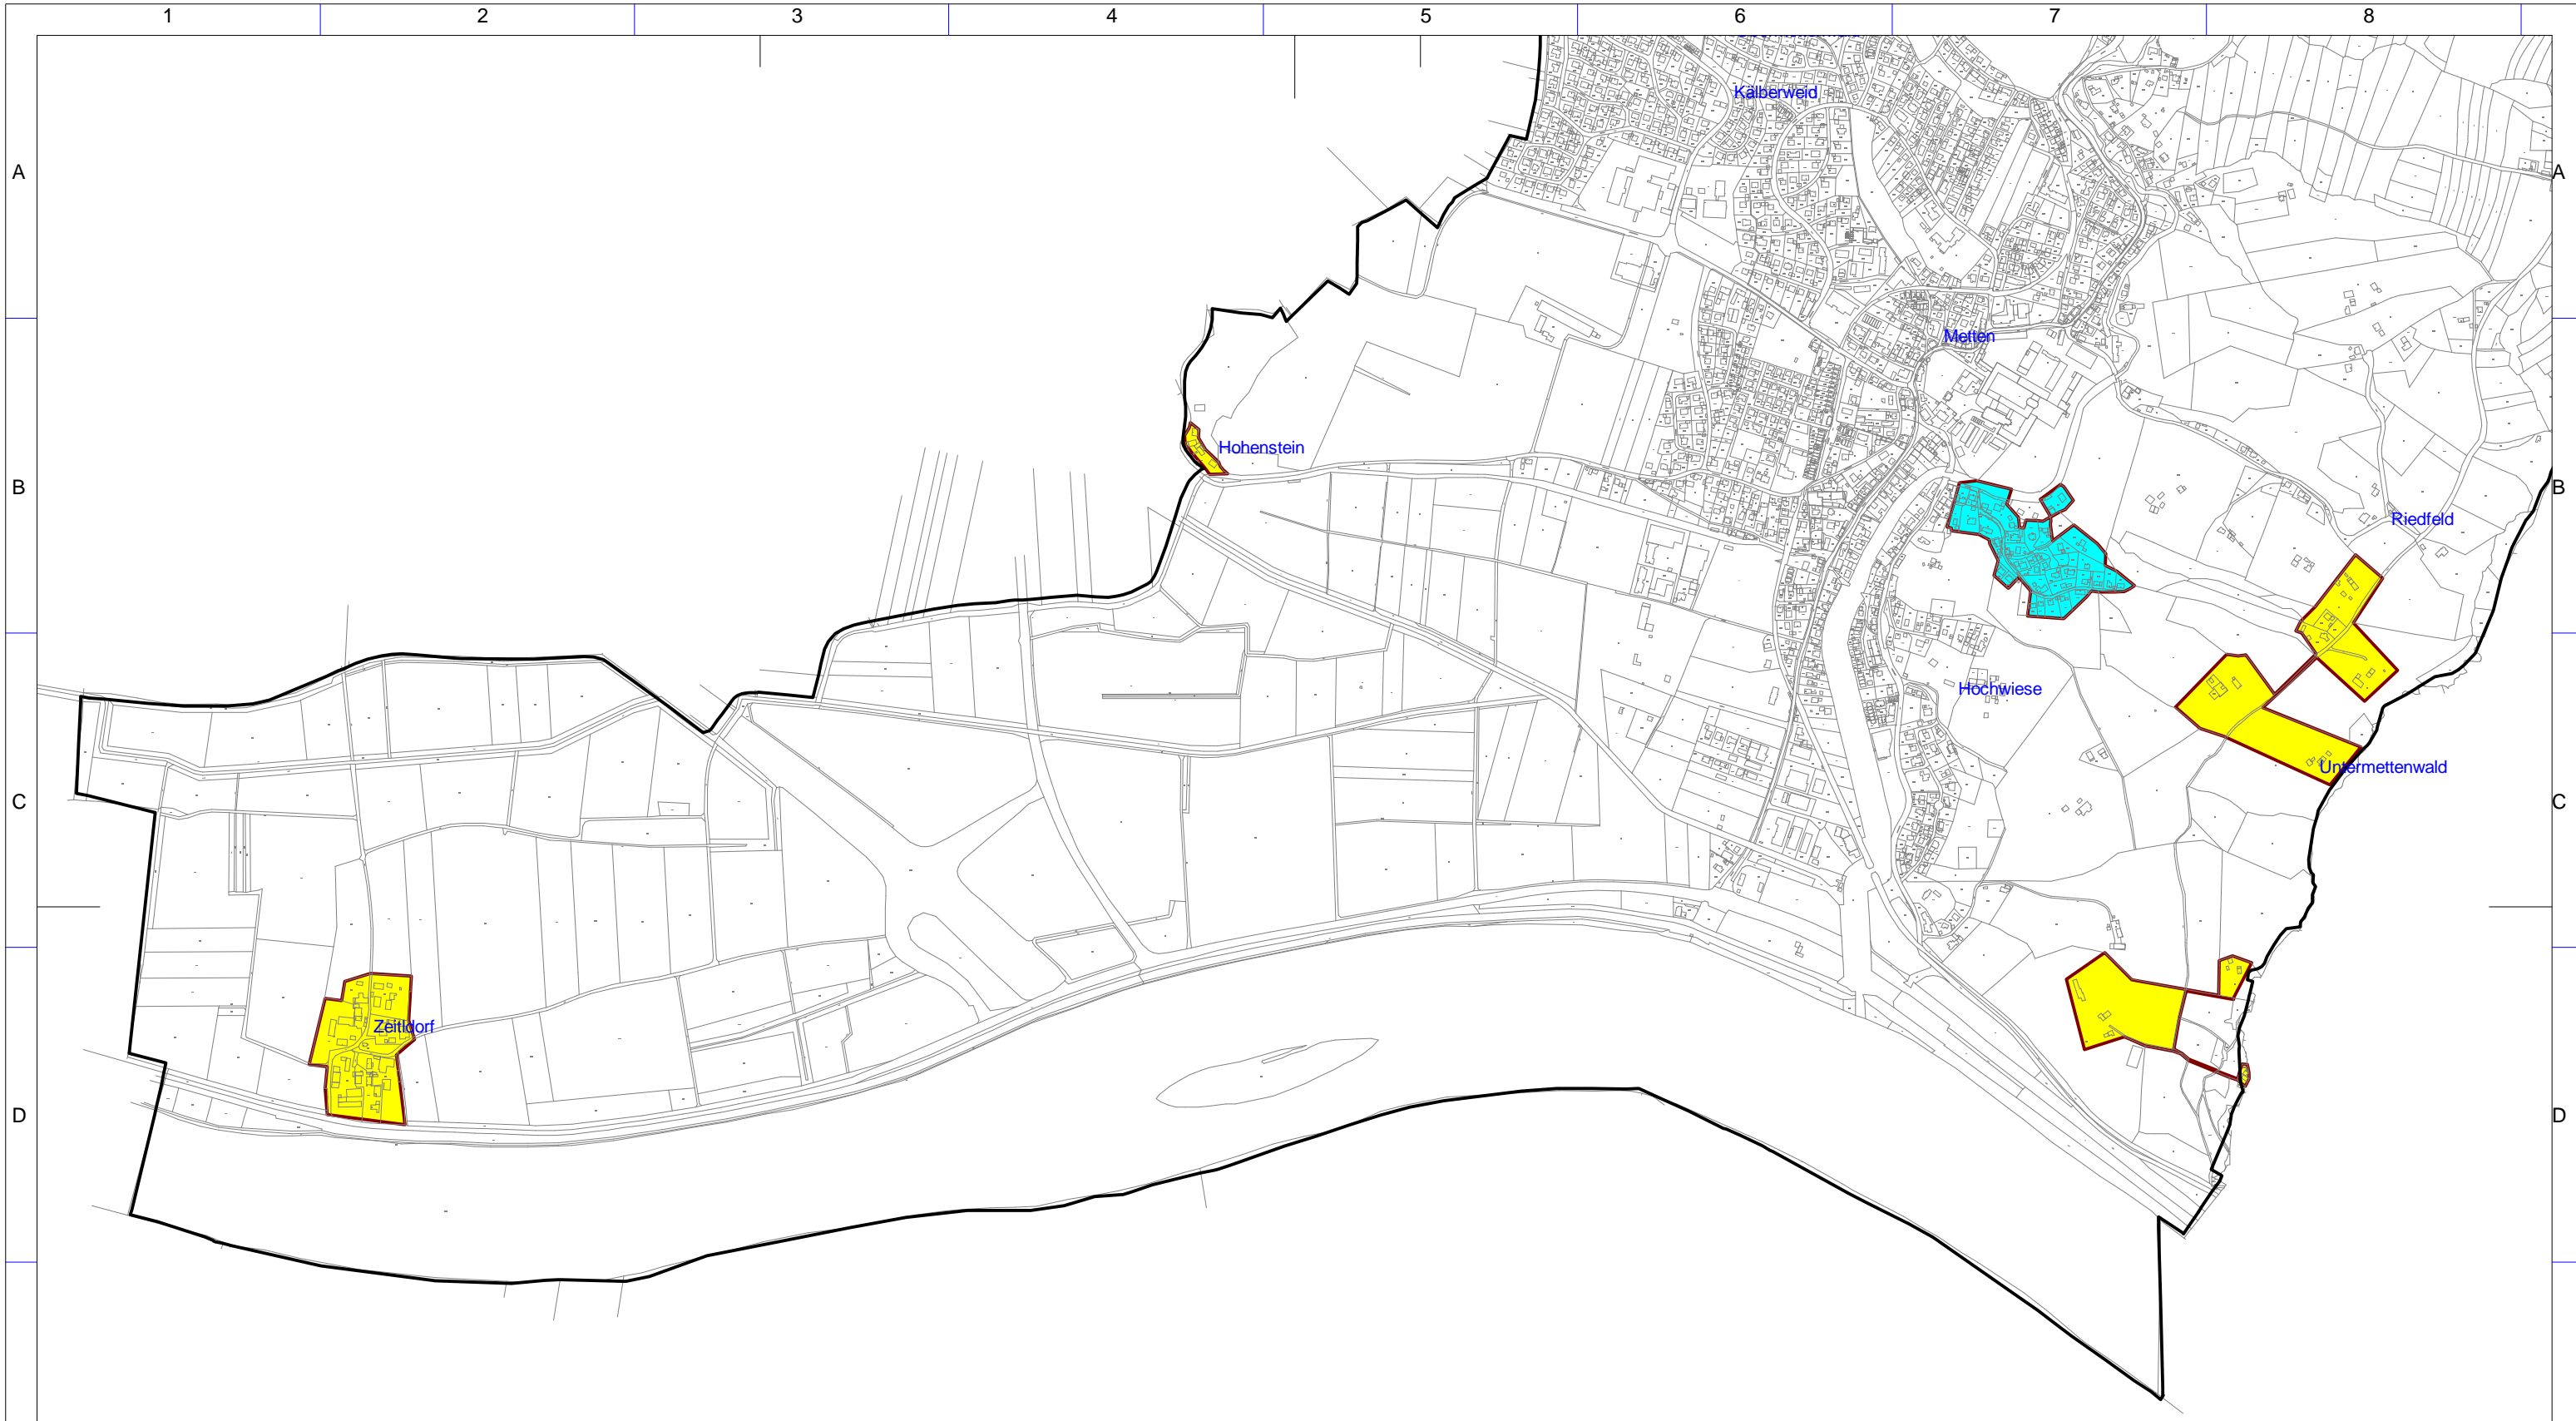 1 2 3 4 5 6 7 8
Kälberweid
A A
Metten
Hohenstein
B B
Riedfeld
Hochwiese
Untermettenwald
C C
Zeitldorf
D D